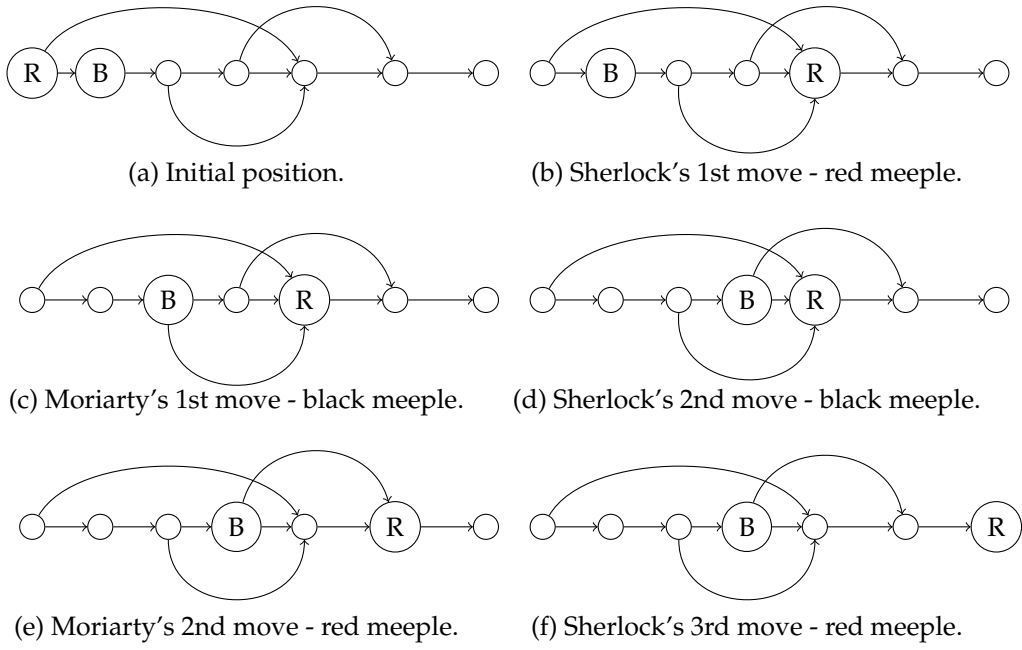 R B
B R
(a) Initial position.
(b) Sherlock's 1st move - red meeple.
B R
B R
(c) Moriarty's 1st move - black meeple.
(d) Sherlock's 2nd move - black meeple.
B R
B R
(e) Moriarty's 2nd move - red meeple.
(f) Sherlock's 3rd move - red meeple.